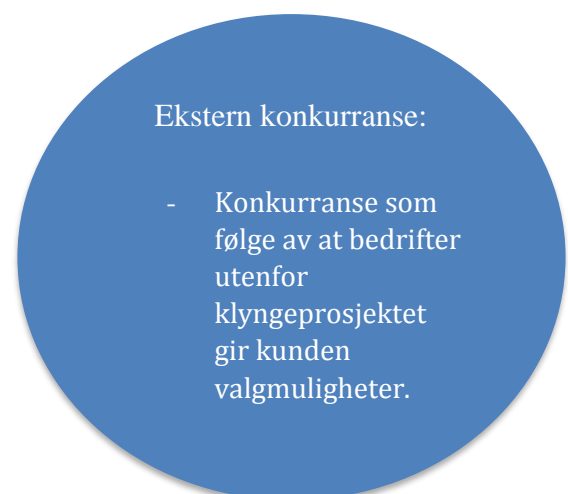 Ekstern konkurranse:
- Konkurranse som
følge av at bedrifter
utenfor
klyngeprosjektet
gir kunden
valgmuligheter.